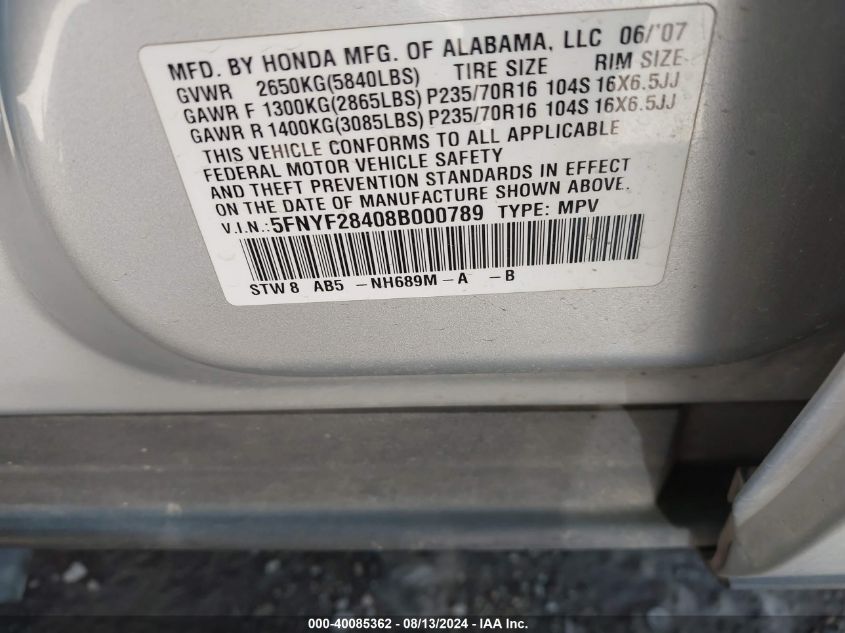 MFD. BY HONDA MFG. OF ALABAMA, LLC 06/'07
GVWR 2650KG(5840LBS) TIRE SIZE RIM SIZE
GAWR F 1300KG(2865LBS) P235/70R16 104S 16X6.5JJ
GAWR R 1400KG(3085LBS) P235/70R16 104S 16X6.5JJ
THIS VEHICLE CONFORMS TO ALL APPLICABLE
FEDERAL MOTOR VEHICLE SAFETY
AND THEFT PREVENTION STANDARDS IN EFFECT
ON THE DATE OF MANUFACTURE SHOWN ABOVE.
V.I.N.:5FNYF28408B000789 TYPE: MPV
STW8 AB5 -NH689M-A -B
000-40085362 - 08/13/2024 - IAA Inc.